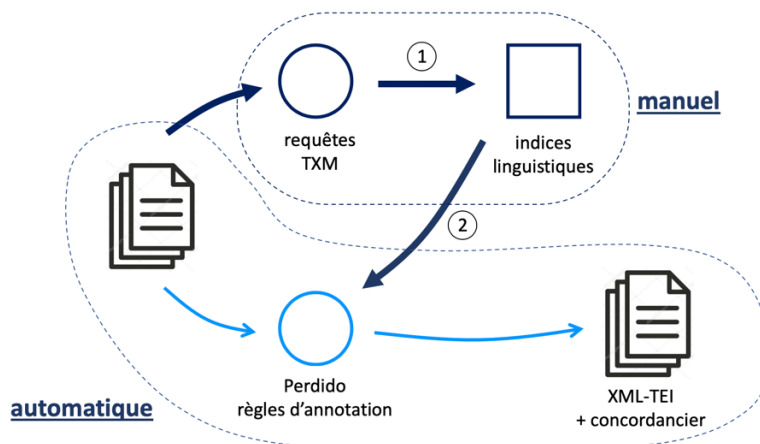 1
manuel
requêtes
TXM
indices
linguistiques
2
Perdido
règles d’annotation
XML-TEI
+ concordancier
automatique